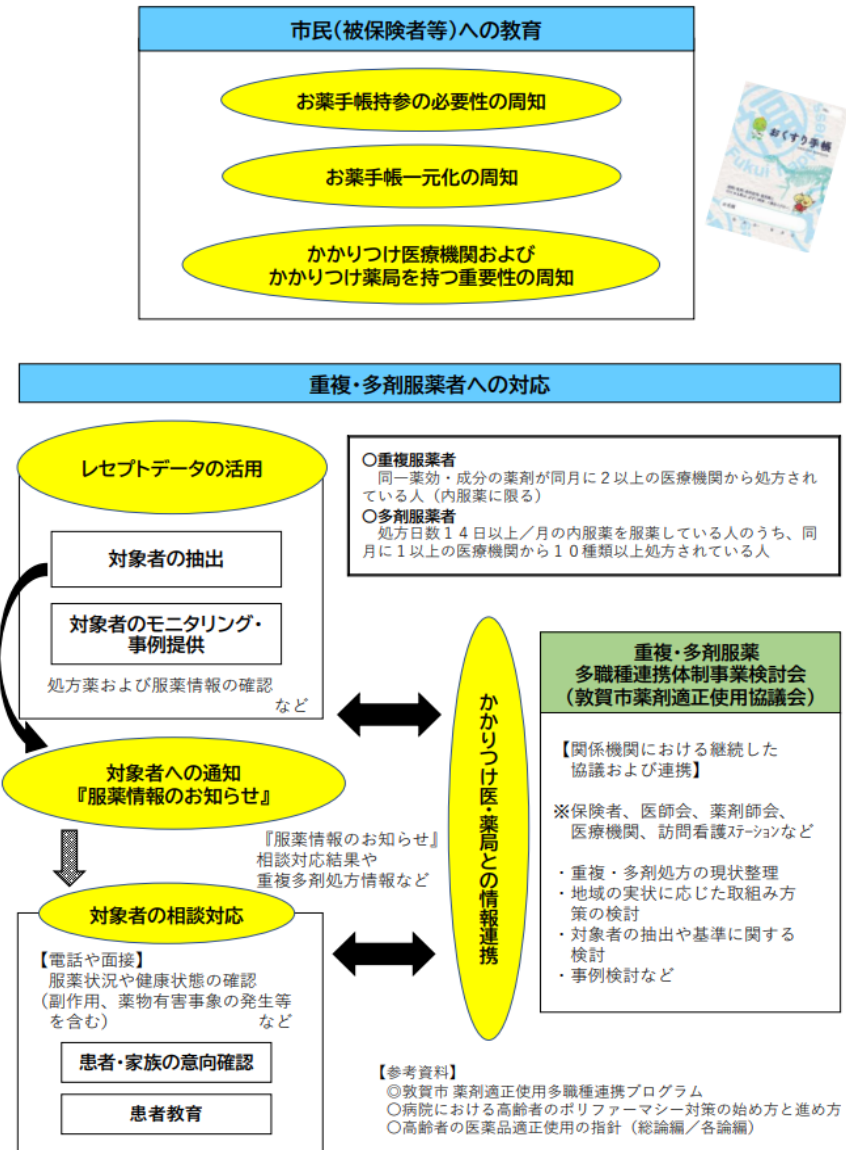 市民(被保険者等)への教育
お薬手帳持参の必要性の周知
お薬手帳一元化の周知
かかりつけ医療機関および
かかりつけ薬局を持つ重要性の周知
おくすり手帳
Fukui
重複・多剤服薬者への対応
レセプトデータの活用
対象者の抽出
対象者のモニタリング・
事例提供
処方薬および服薬情報の確認
など
〇重複服薬者
同一薬効・成分の薬剤が同月に2以上の医療機関から処方され
ている人(内服薬に限る)
〇多剤服薬者
処方日数14日以上/月の内服薬を服薬している人のうち、同
月に1以上の医療機関から10種類以上処方されている人
対象者への通知
『服薬情報のお知らせ』
『服薬情報のお知らせ』
相談対応結果や
重複多剤処方情報など
対象者の相談対応
【電話や面接】
服薬状況や健康状態の確認
(副作用、薬物有害事象の発生等
を含む) など
患者・家族の意向確認
患者教育
かかりつけ医・薬局との情報連携
重複・多剤服薬
多職種連携体制事業検討会
(敦賀市薬剤適正使用協議会)
【関係機関における継続した
協議および連携】
※保険者、医師会、薬剤師会、
医療機関、訪問看護ステーションなど
・重複・多剤処方の現状整理
・地域の実状に応じた取組み方
策の検討
・対象者の抽出や基準に関する
検討
・事例検討など
【参考資料】
◎敦賀市 薬剤適正使用多職種連携プログラム
〇病院における高齢者のポリファーマシー対策の始め方と進め方
〇高齢者の医薬品適正使用の指針(総論編/各論編)